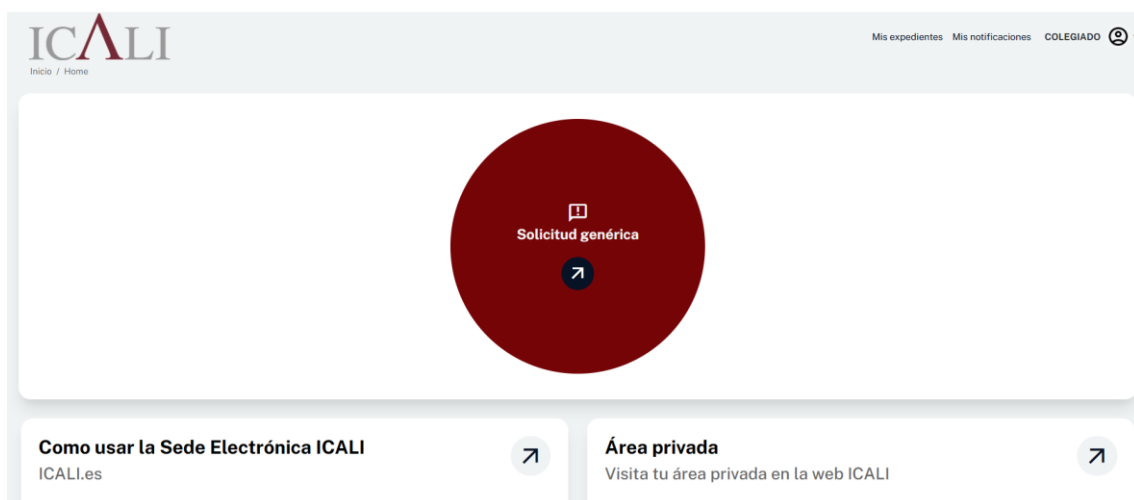 ICALI
Mis expedientes Mis notificaciones COLEGIADO
Inicio / Home
Solicitud genérica
Como usar la Sede Electrónica ICALI
ICALI.es
Área privada
Visita tu área privada en la web ICALI